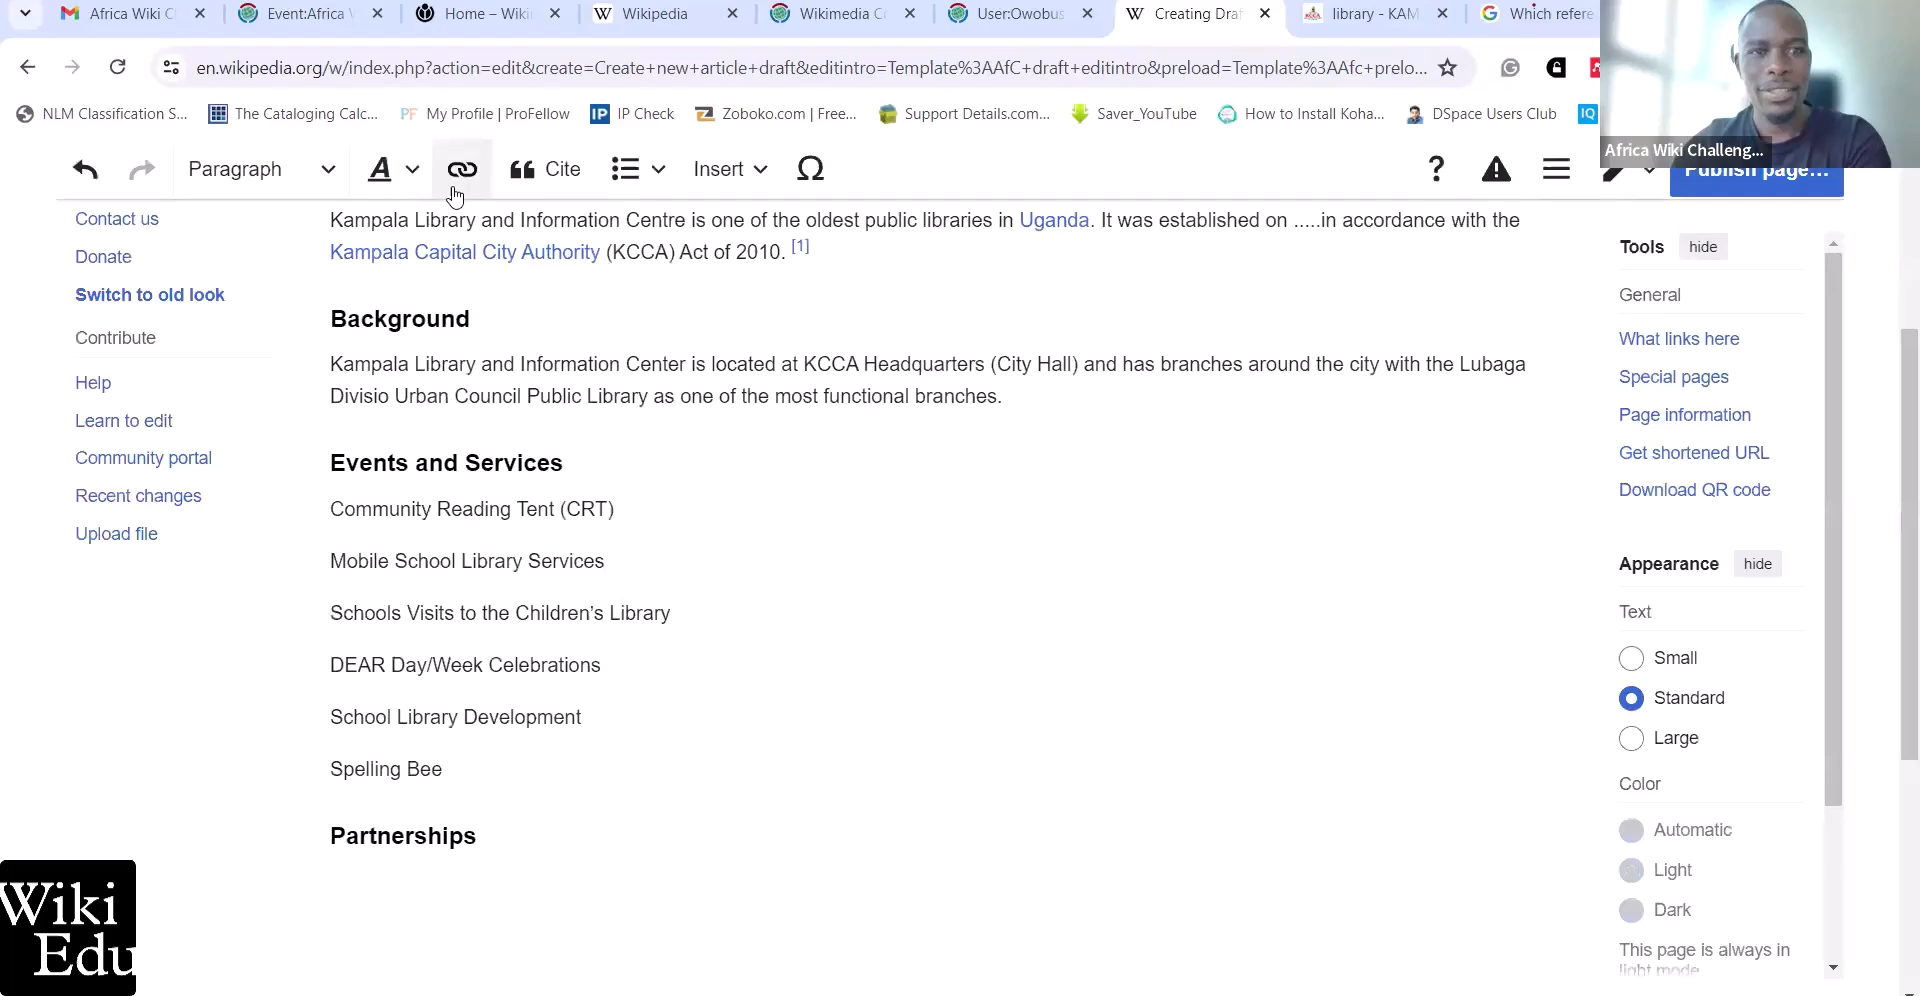 Africa Wiki C
Event:Africa
Home – Wiki
Wikipedia
Wikimedia C
User:Owobus
Creating Dra
library - KAM
Which refere
en.wikipedia.org/w/index.php?action=edit&create=Create+new+article+draft&editintro=Template%3AAfC+draft+editintro&preload=Template%3AAfc+prelo...
NLM Classification S...
The Cataloging Calc...
PF My Profile | ProFellow
IP IP Check
Zoboko.com | Free...
Support Details.com...
Saver_YouTube
How to Install Koha...
DSpace Users Club
IQ
Africa Wiki Challeng...
Paragraph
A
Cite
Insert
Ω
?
Publish page...
Contact us
Donate
Switch to old look
Contribute
Help
Learn to edit
Community portal
Recent changes
Upload file
Kampala Library and Information Centre is one of the oldest public libraries in Uganda. It was established on .....in accordance with the
Kampala Capital City Authority (KCCA) Act of 2010. [1]
Background
Kampala Library and Information Center is located at KCCA Headquarters (City Hall) and has branches around the city with the Lubaga
Divisio Urban Council Public Library as one of the most functional branches.
Events and Services
Community Reading Tent (CRT)
Mobile School Library Services
Schools Visits to the Children’s Library
DEAR Day/Week Celebrations
School Library Development
Spelling Bee
Partnerships
Tools hide
General
What links here
Special pages
Page information
Get shortened URL
Download QR code
Appearance hide
Text
Small
Standard
Large
Color
Automatic
Light
Dark
This page is always in
light mode
Wiki
Edu